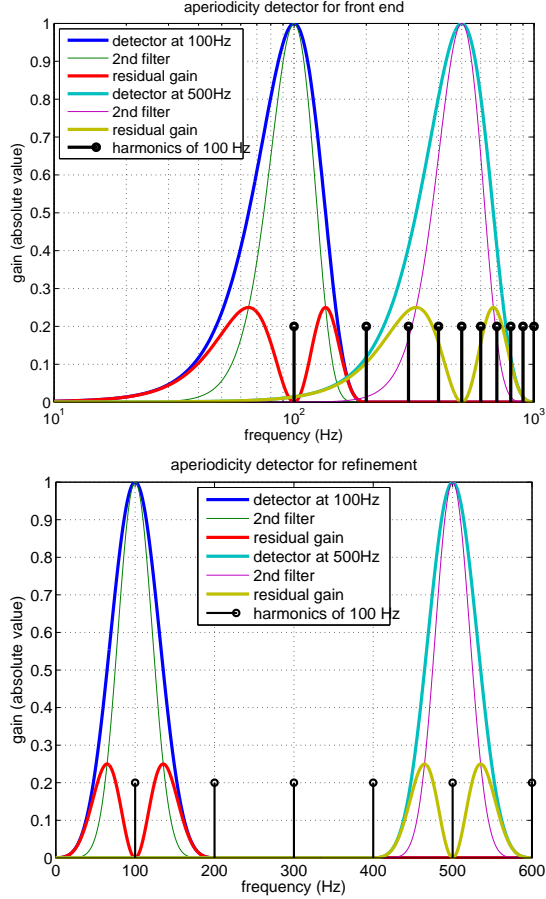 aperiodicity detector for front end
detector at 100Hz
2nd filter
residual gain
detector at 500Hz
2nd filter
residual gain
harmonics of 100 Hz
gain (absolute value)
1
0.9
0.8
0.7
0.6
0.5
0.4
0.3
0.2
0.1
0
10^1
10^2
10^3
frequency (Hz)
aperiodicity detector for refinement
detector at 100Hz
2nd filter
residual gain
detector at 500Hz
2nd filter
residual gain
harmonics of 100 Hz
gain (absolute value)
1
0.9
0.8
0.7
0.6
0.5
0.4
0.3
0.2
0.1
0
0 100 200 300 400 500 600
frequency (Hz)